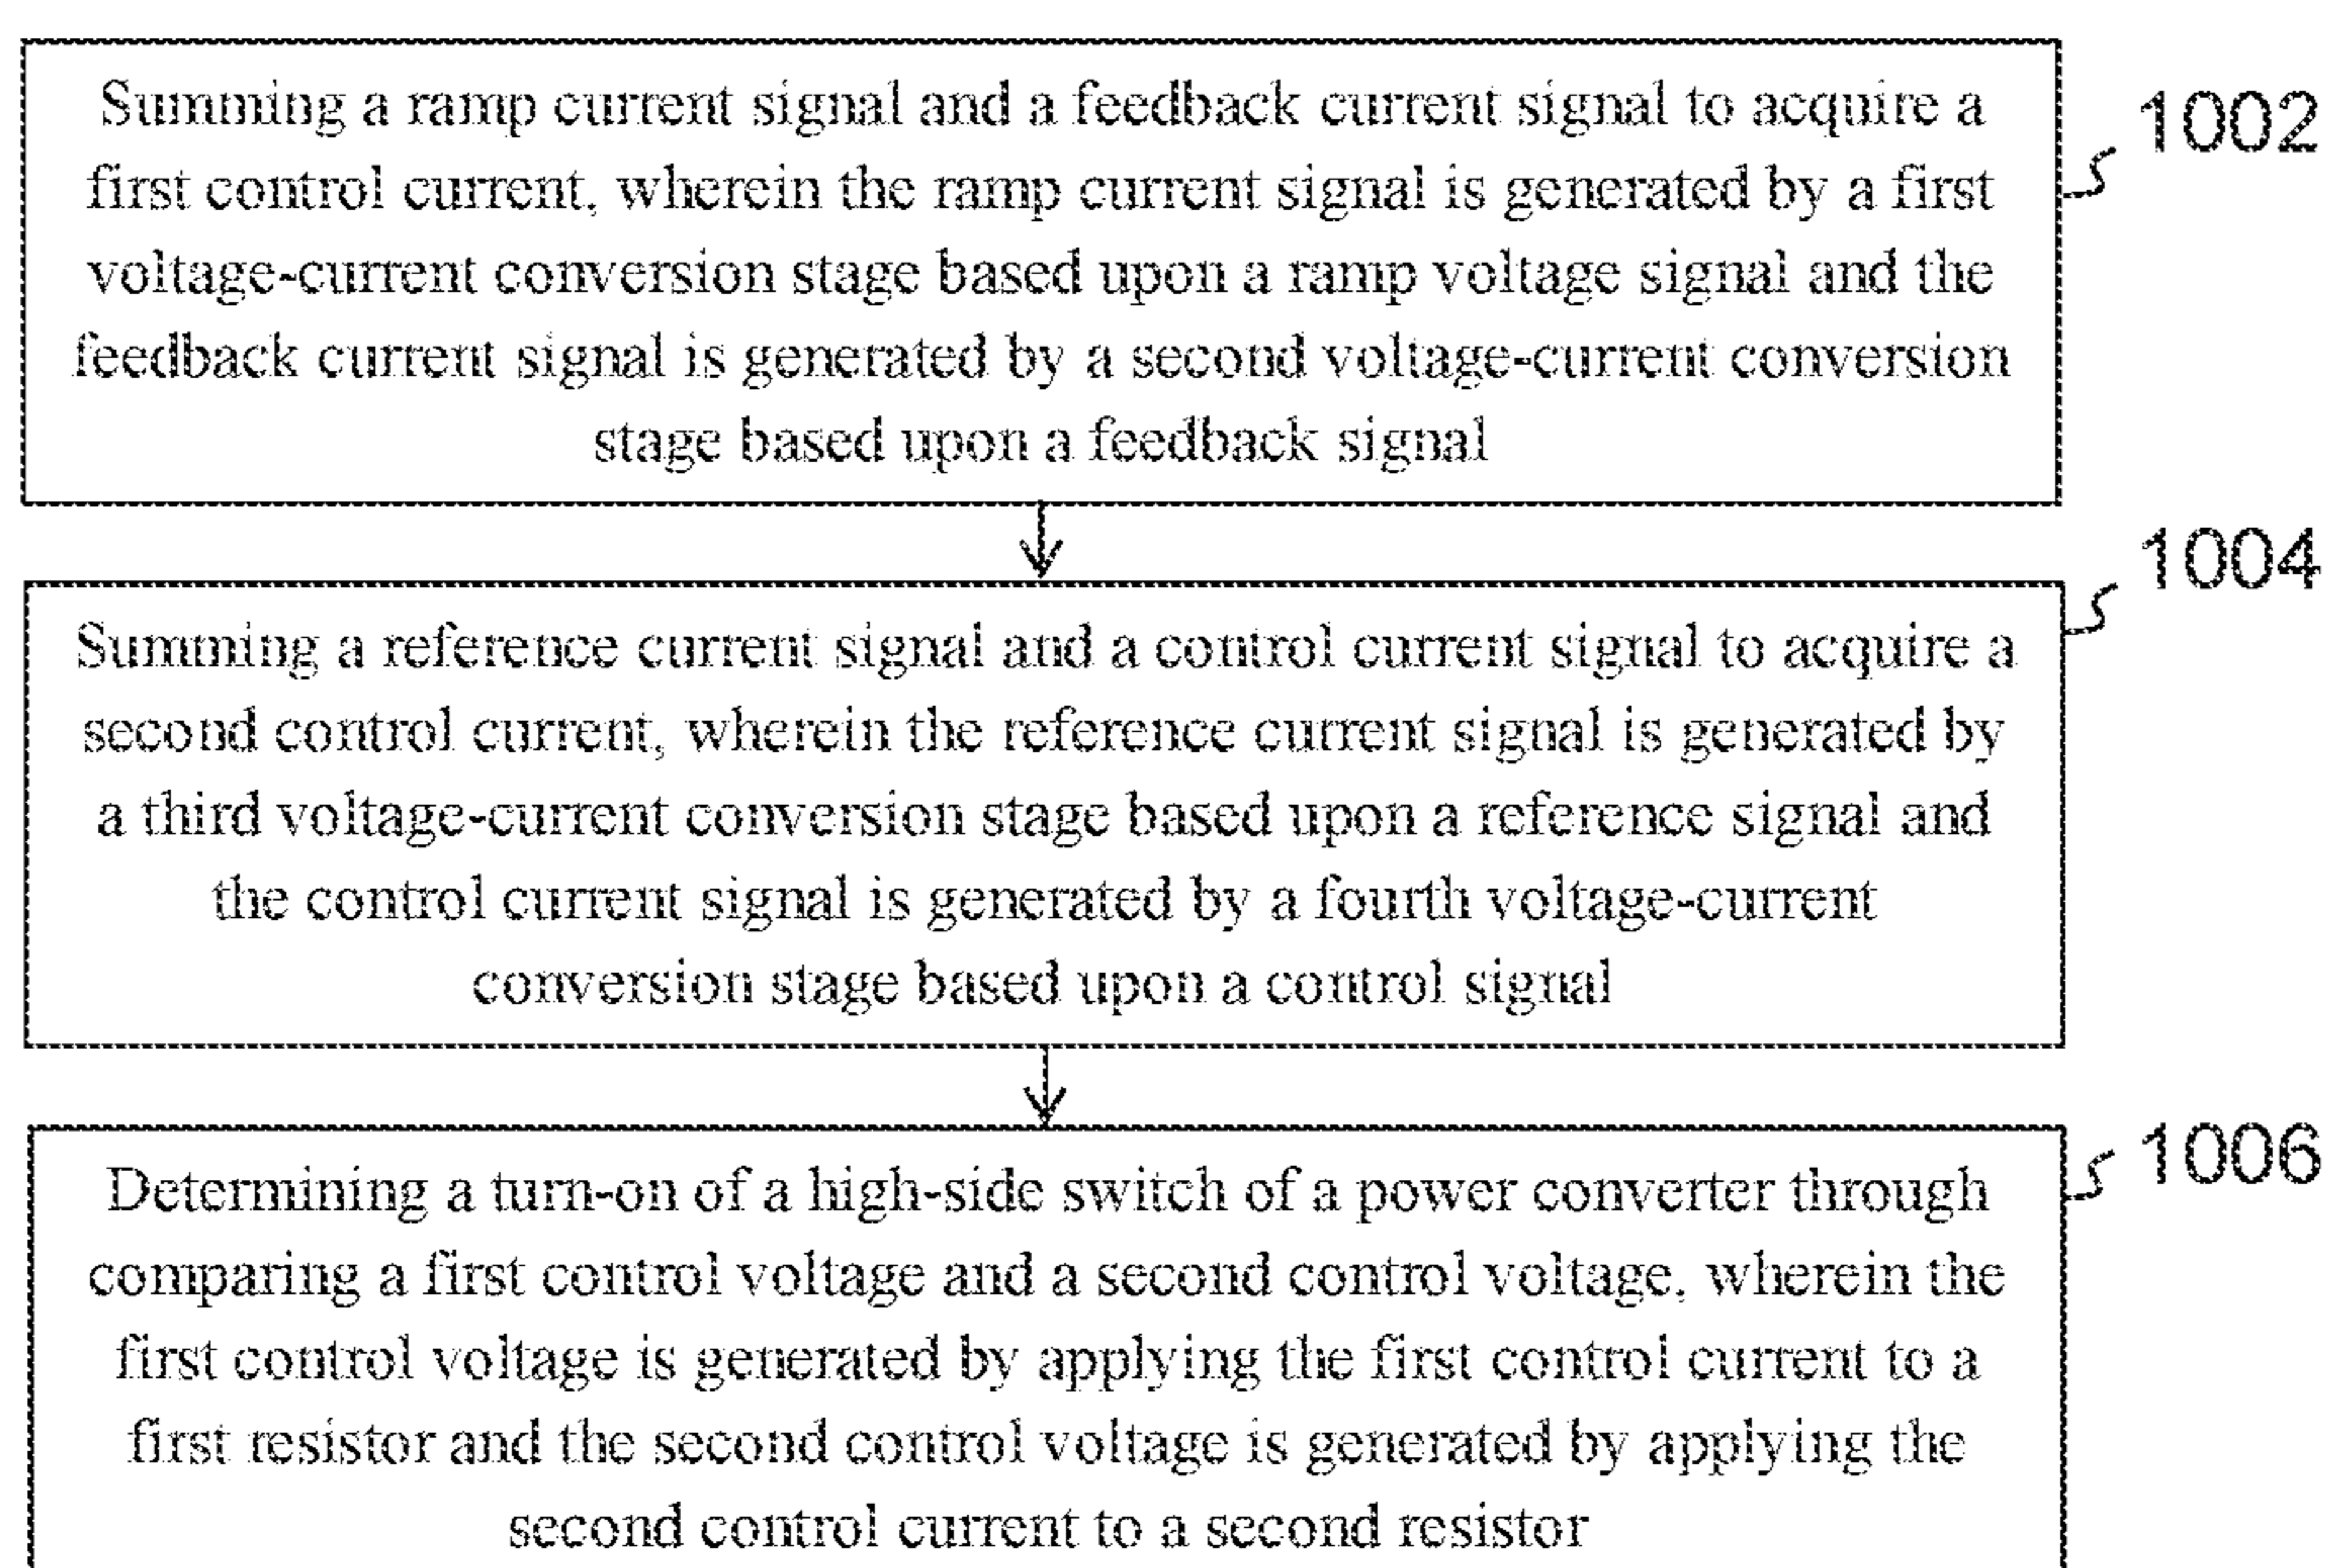 Summing a ramp current signal and a feedback current signal to acquire a
first control current, wherein the ramp current signal is generated by a first
voltage-current conversion stage based upon a ramp voltage signal and the
feedback current signal is generated by a second voltage-current conversion
stage based upon a feedback signal
1002
Summing a reference current signal and a control current signal to acquire a
second control current, wherein the reference current signal is generated by
a third voltage-current conversion stage based upon a reference signal and
the control current signal is generated by a fourth voltage-current
conversion stage based upon a control signal
1004
Determining a turn-on of a high-side switch of a power converter through
comparing a first control voltage and a second control voltage, wherein the
first control voltage is generated by applying the first control current to a
first resistor and the second control voltage is generated by applying the
second control current to a second resistor
1006